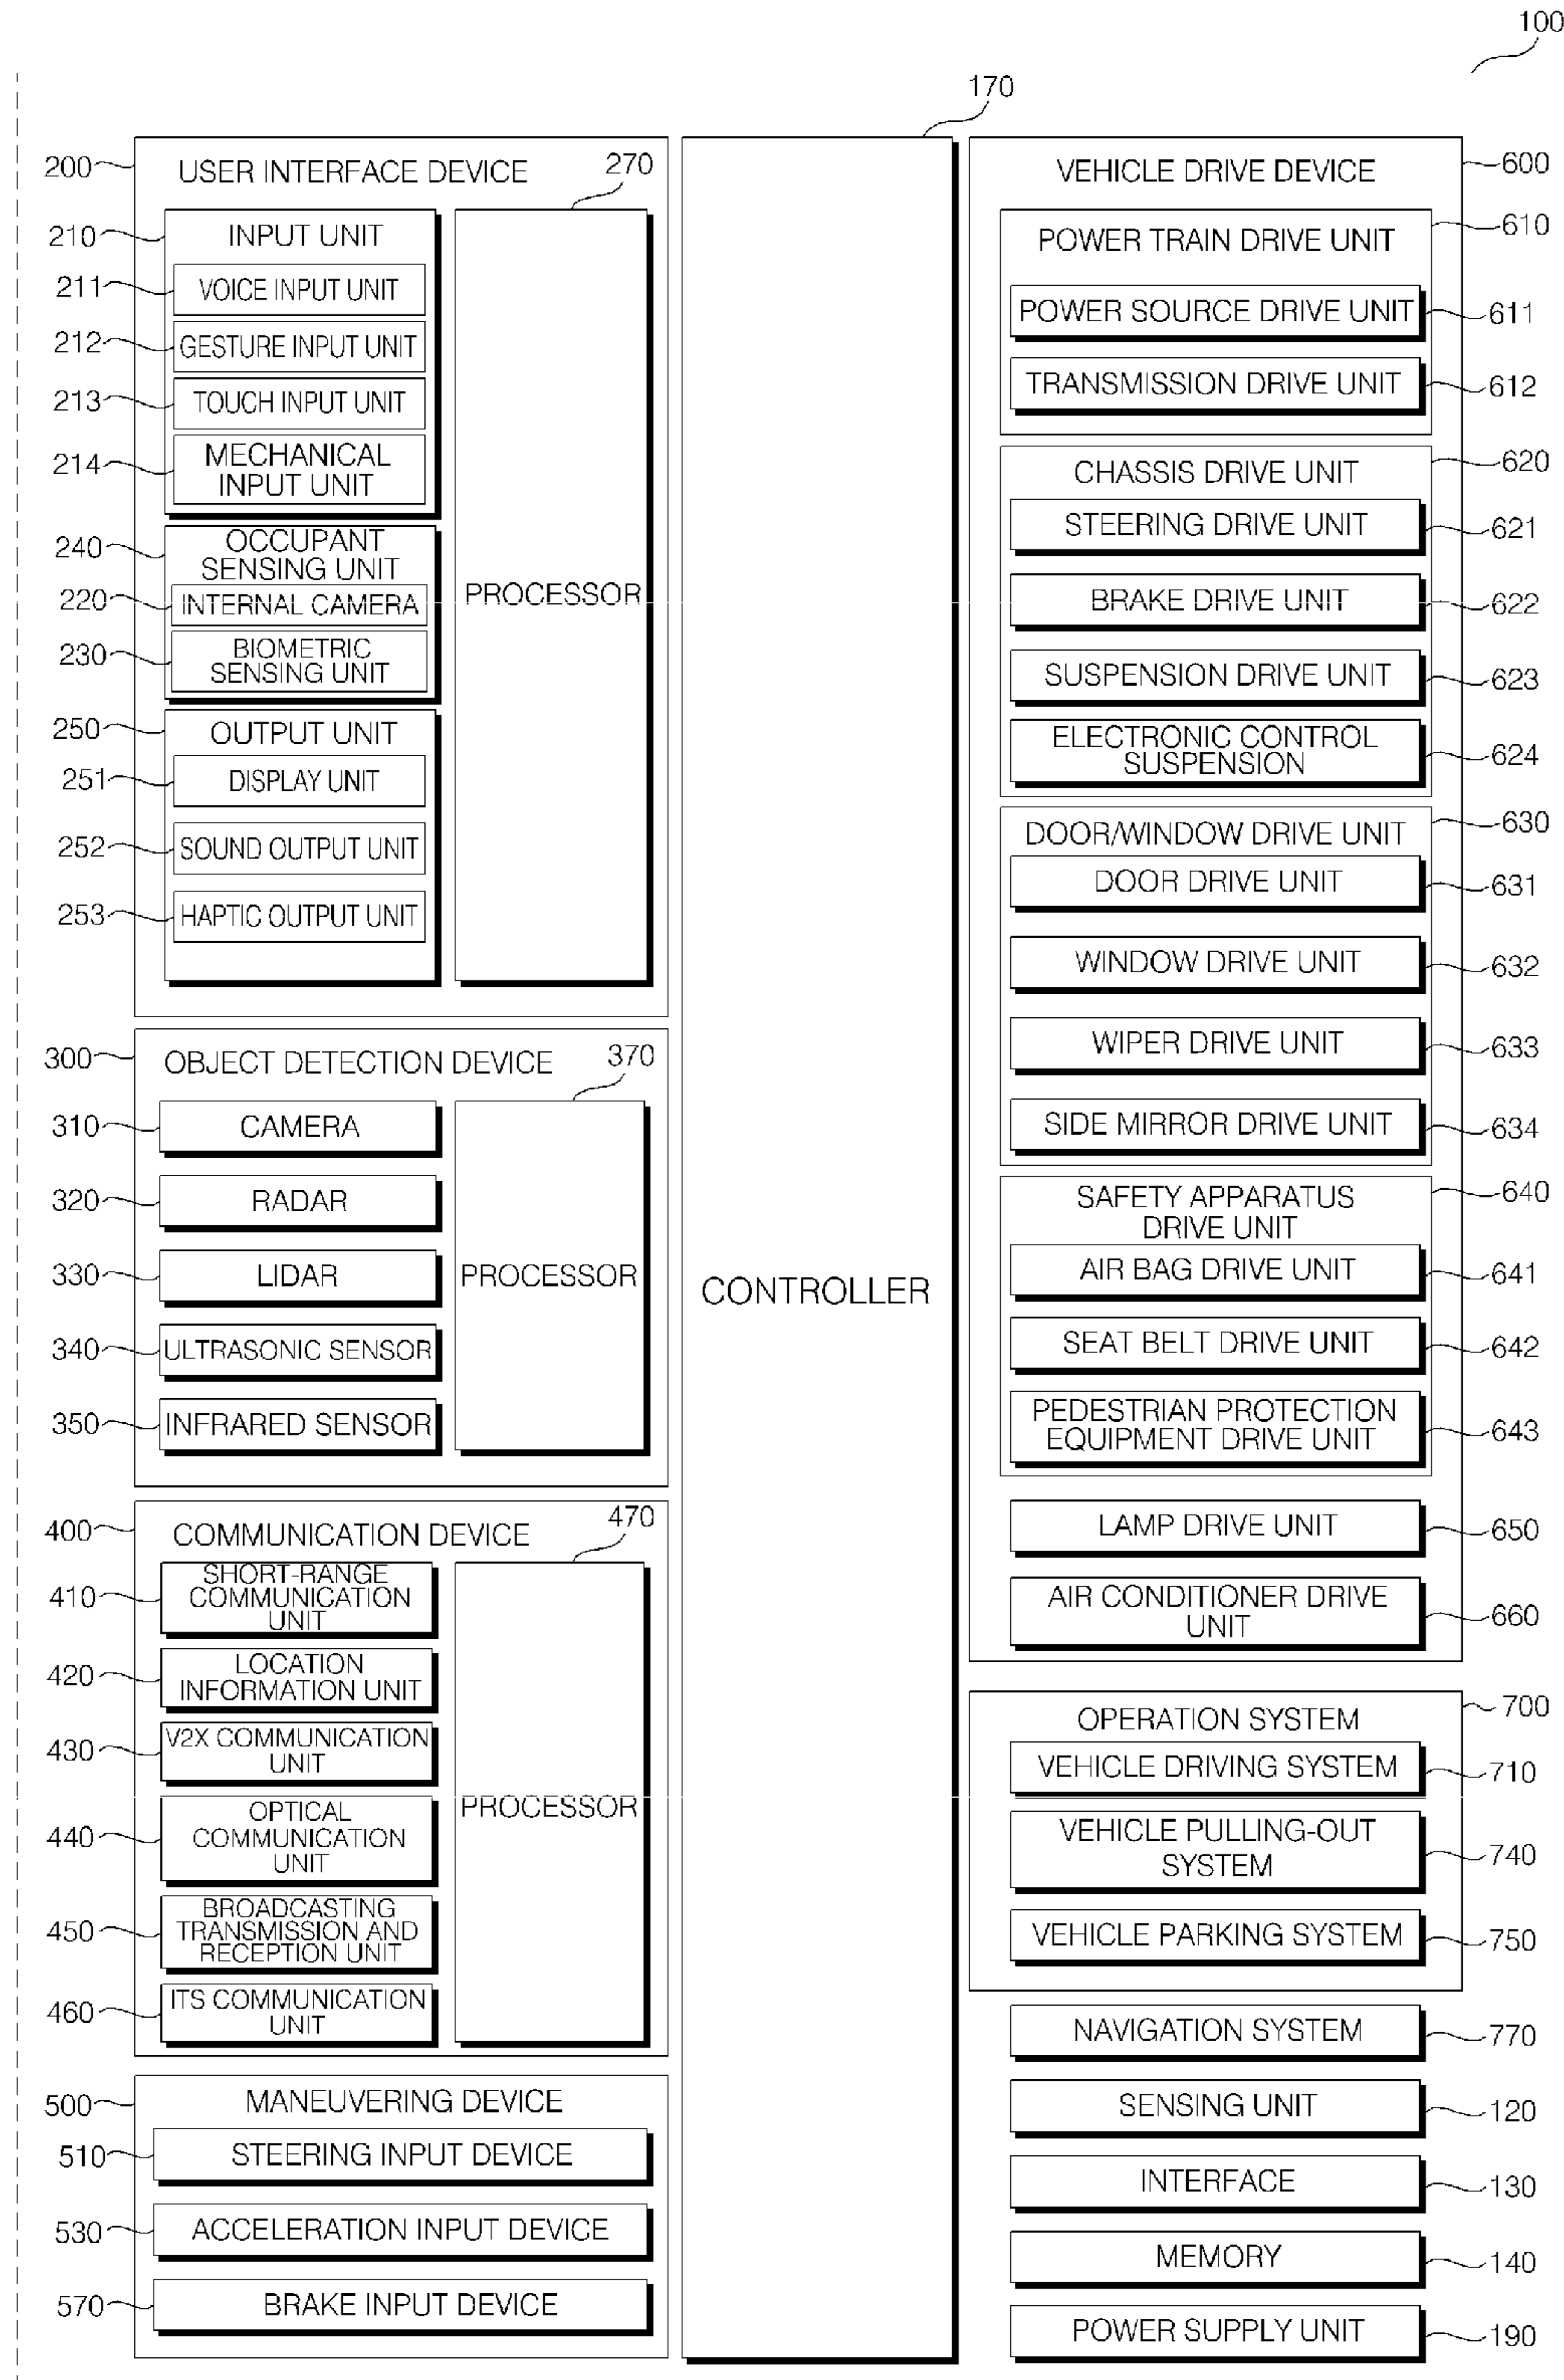 100
170
200
USER INTERFACE DEVICE
270
210
INPUT UNIT
211
VOICE INPUT UNIT
212
GESTURE INPUT UNIT
213
TOUCH INPUT UNIT
214
MECHANICAL
INPUT UNIT
240
OCCUPANT
SENSING UNIT
220
INTERNAL CAMERA
230
BIOMETRIC
SENSING UNIT
250
OUTPUT UNIT
251
DISPLAY UNIT
252
SOUND OUTPUT UNIT
253
HAPTIC OUTPUT UNIT
PROCESSOR
300
OBJECT DETECTION DEVICE
370
310
CAMERA
320
RADAR
330
LIDAR
340
ULTRASONIC SENSOR
350
INFRARED SENSOR
PROCESSOR
400
COMMUNICATION DEVICE
470
410
SHORT-RANGE
COMMUNICATION
UNIT
420
LOCATION
INFORMATION UNIT
430
V2X COMMUNICATION
UNIT
440
OPTICAL
COMMUNICATION
UNIT
450
BROADCASTING
TRANSMISSION AND
RECEPTION UNIT
460
ITS COMMUNICATION
UNIT
PROCESSOR
500
MANEUVERING DEVICE
510
STEERING INPUT DEVICE
530
ACCELERATION INPUT DEVICE
570
BRAKE INPUT DEVICE
CONTROLLER
VEHICLE DRIVE DEVICE
600
POWER TRAIN DRIVE UNIT
610
POWER SOURCE DRIVE UNIT
611
TRANSMISSION DRIVE UNIT
612
CHASSIS DRIVE UNIT
620
STEERING DRIVE UNIT
621
BRAKE DRIVE UNIT
622
SUSPENSION DRIVE UNIT
623
ELECTRONIC CONTROL
SUSPENSION
624
DOOR/WINDOW DRIVE UNIT
630
DOOR DRIVE UNIT
631
WINDOW DRIVE UNIT
632
WIPER DRIVE UNIT
633
SIDE MIRROR DRIVE UNIT
634
SAFETY APPARATUS
DRIVE UNIT
640
AIR BAG DRIVE UNIT
641
SEAT BELT DRIVE UNIT
642
PEDESTRIAN PROTECTION
EQUIPMENT DRIVE UNIT
643
LAMP DRIVE UNIT
650
AIR CONDITIONER DRIVE
UNIT
660
OPERATION SYSTEM
700
VEHICLE DRIVING SYSTEM
710
VEHICLE PULLING-OUT
SYSTEM
740
VEHICLE PARKING SYSTEM
750
NAVIGATION SYSTEM
770
SENSING UNIT
120
INTERFACE
130
MEMORY
140
POWER SUPPLY UNIT
190